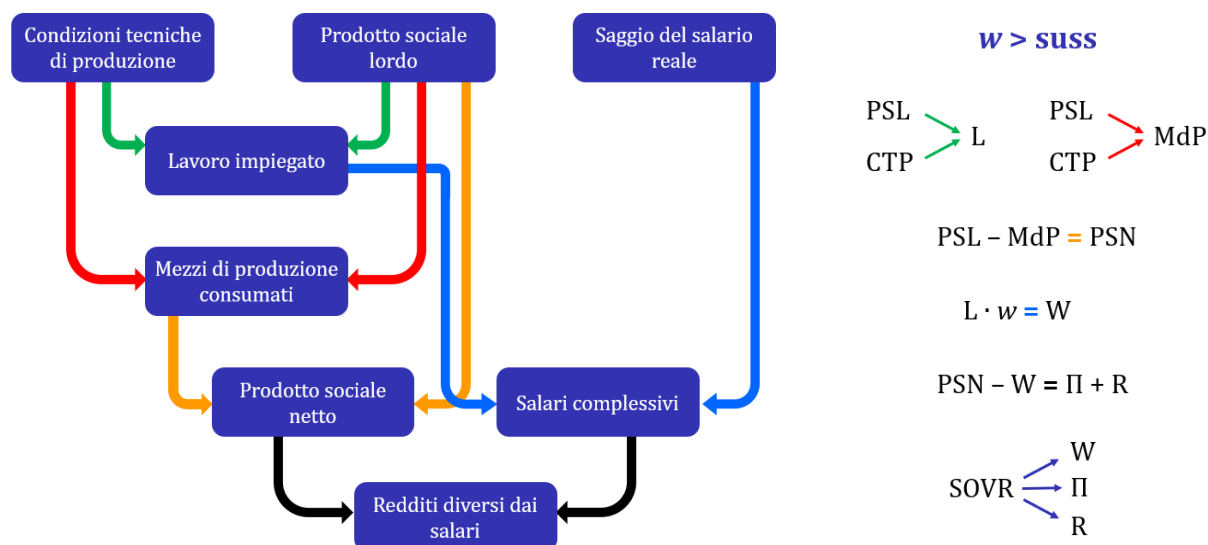 Condizioni tecniche
di produzione
Prodotto sociale
lordo
Saggio del salario
reale
Lavoro impiegato
Mezzi di produzione
consumati
Prodotto sociale
netto
Salari complessivi
Redditi diversi dai
salari
w > suss
PSL
CTP
L
PSL
CTP
MdP
PSL – MdP = PSN
L · w = W
PSN – W = Π + R
SOVR
W
Π
R